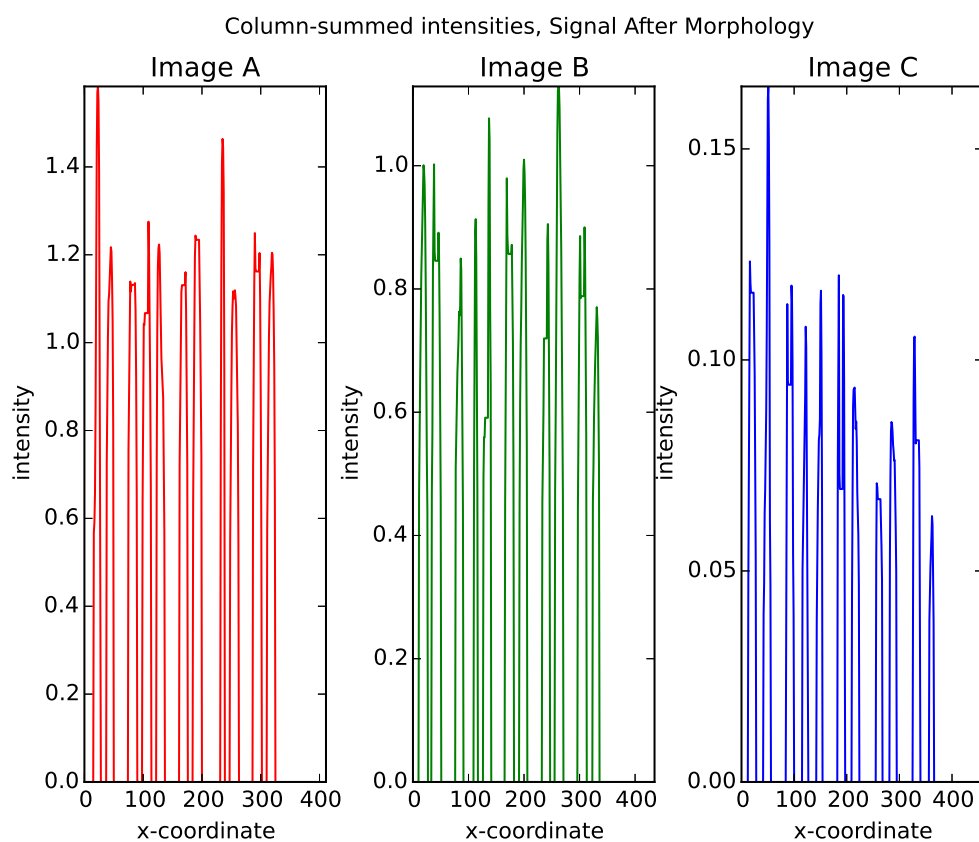 Column-summed intensities, Signal After Morphology
Image A
Image B
Image C
intensity
0.0
0.2
0.4
0.6
0.8
1.0
1.2
1.4
0 100 200 300 400
x-coordinate
intensity
0.0
0.2
0.4
0.6
0.8
1.0
0 100 200 300 400
x-coordinate
intensity
0.00
0.05
0.10
0.15
0 100 200 300 400
x-coordinate